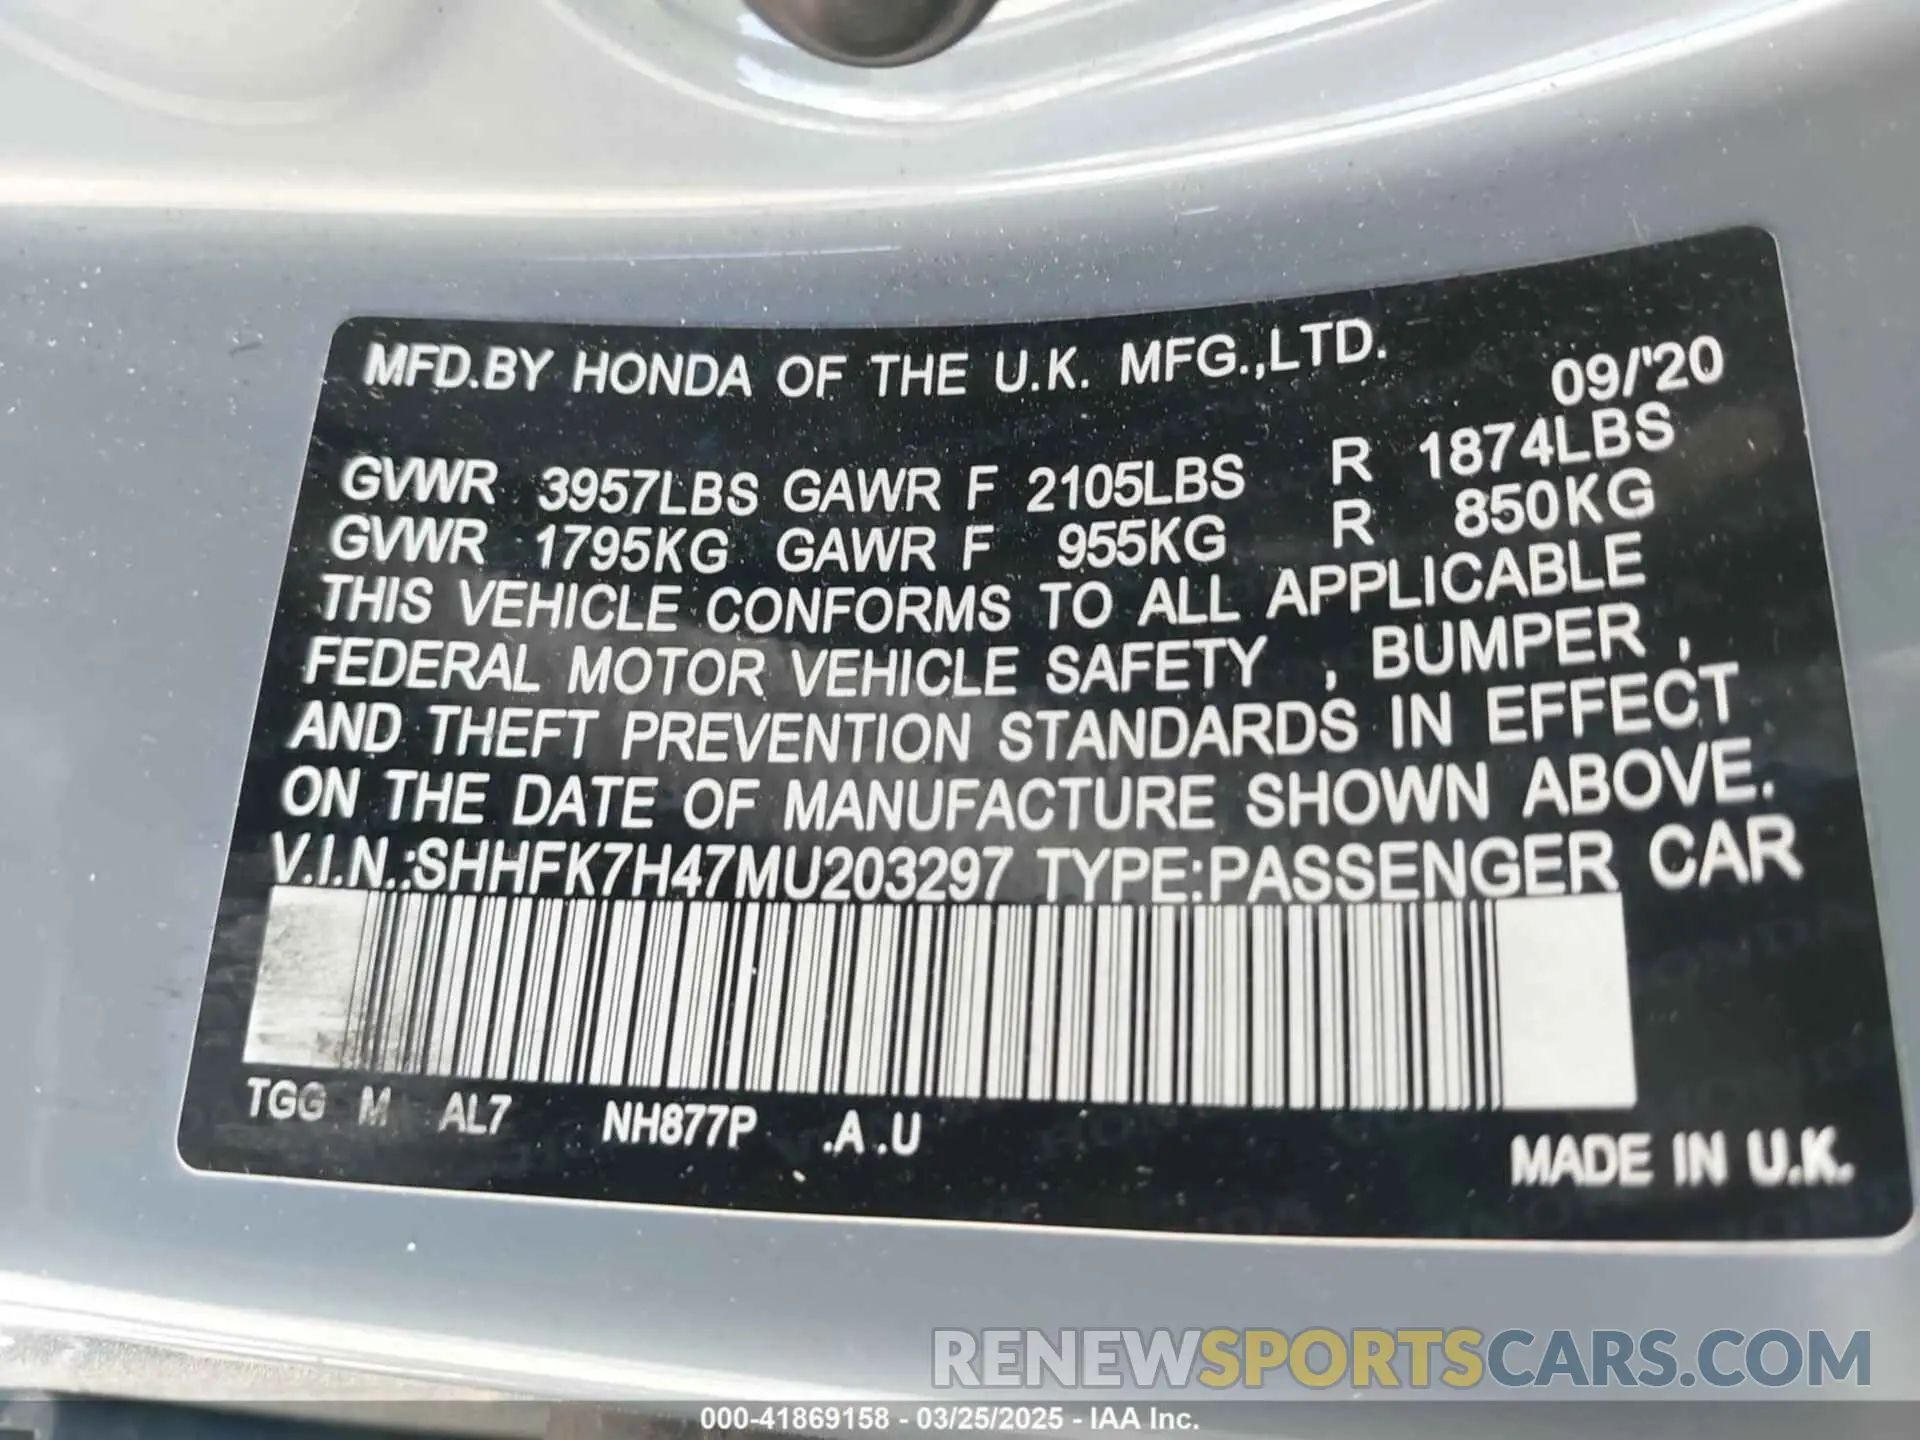 MFD.BY HONDA OF THE U.K. MFG.,LTD. 09/'20
GVWR 3957LBS GAWR F 2105LBS R 1874LBS
GVWR 1795KG GAWR F 955KG R 850KG
THIS VEHICLE CONFORMS TO ALL APPLICABLE
FEDERAL MOTOR VEHICLE SAFETY , BUMPER ,
AND THEFT PREVENTION STANDARDS IN EFFECT
ON THE DATE OF MANUFACTURE SHOWN ABOVE.
V.I.N.:SHHFK7H47MU203297 TYPE:PASSENGER CAR
TGG M AL7 NH877P .A .U
MADE IN U.K.
RENEWSPORTSCARS.COM
000-41869158 - 03/25/2025 - IAA Inc.